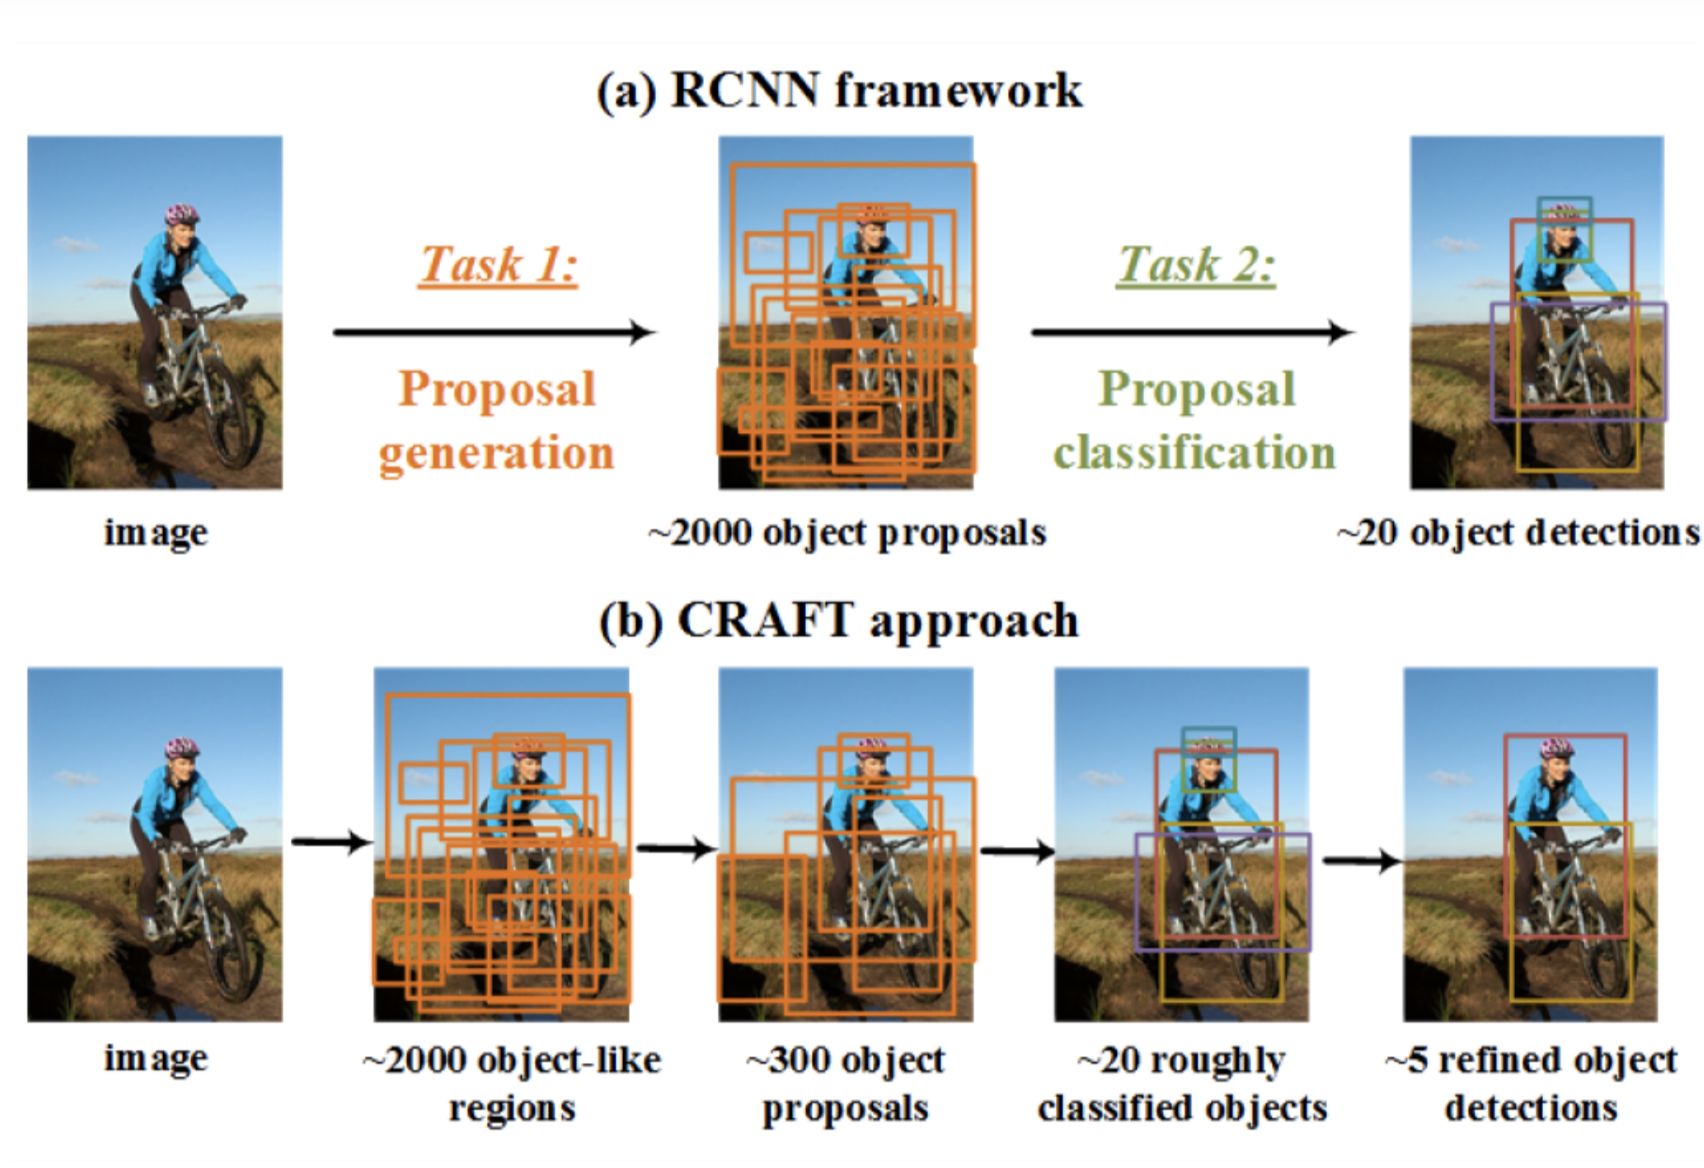 (a) RCNN framework
Task 1:
Proposal
generation
Task 2:
Proposal
classification
image
~2000 object proposals
~20 object detections
(b) CRAFT approach
image
~2000 object-like
regions
~300 object
proposals
~20 roughly
classified objects
~5 refined object
detections